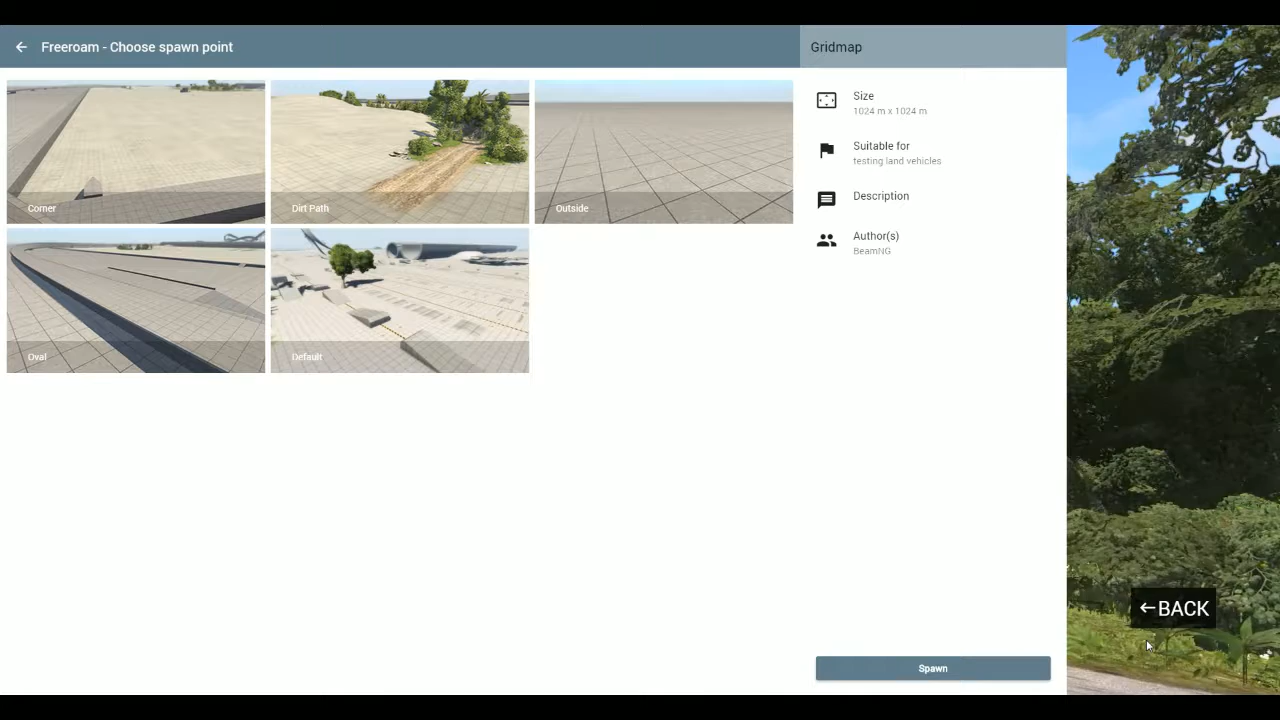 Freeroam - Choose spawn point
Gridmap
Corner
Dirt Path
Outside
Oval
Default
Size
1024 m x 1024 m
Suitable for
testing land vehicles
Description
Author(s)
BeamNG
Spawn
←BACK